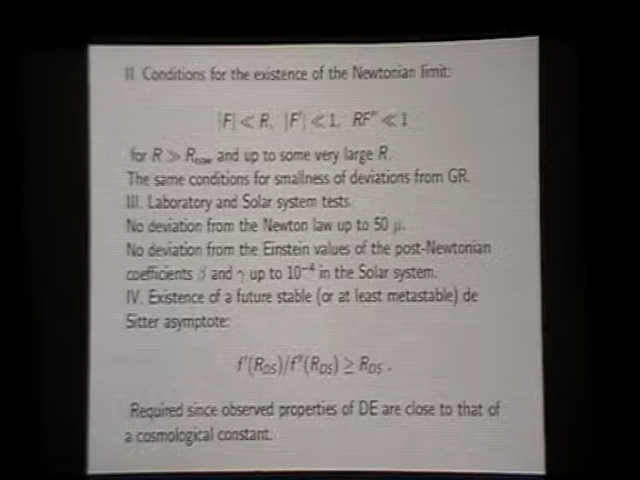 II. Conditions for the existence of the Newtonian limit:
|F| ≪ R, |F′| ≪ 1, RF″ ≪ 1
for R ≫ R_now and up to some very large R.
The same conditions for smallness of deviations from GR.
III. Laboratory and Solar system tests.
No deviation from the Newton law up to 50 μ.
No deviation from the Einstein values of the post-Newtonian
coefficients β and γ up to 10⁻⁴ in the Solar system.
IV. Existence of a future stable (or at least metastable) de
Sitter asymptote:
f′(R_DS)/f″(R_DS) ≥ R_DS .
Required since observed properties of DE are close to that of
a cosmological constant.